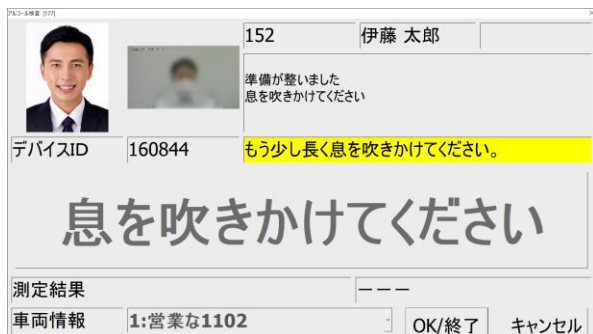 アルコール検査 [177]
152
伊藤 太郎
準備が整いました
息を吹きかけてください
デバイスID
160844
もう少し長く息を吹きかけてください。
息を吹きかけてください
測定結果
−−−
車両情報
1:営業な1102
OK/終了
キャンセル